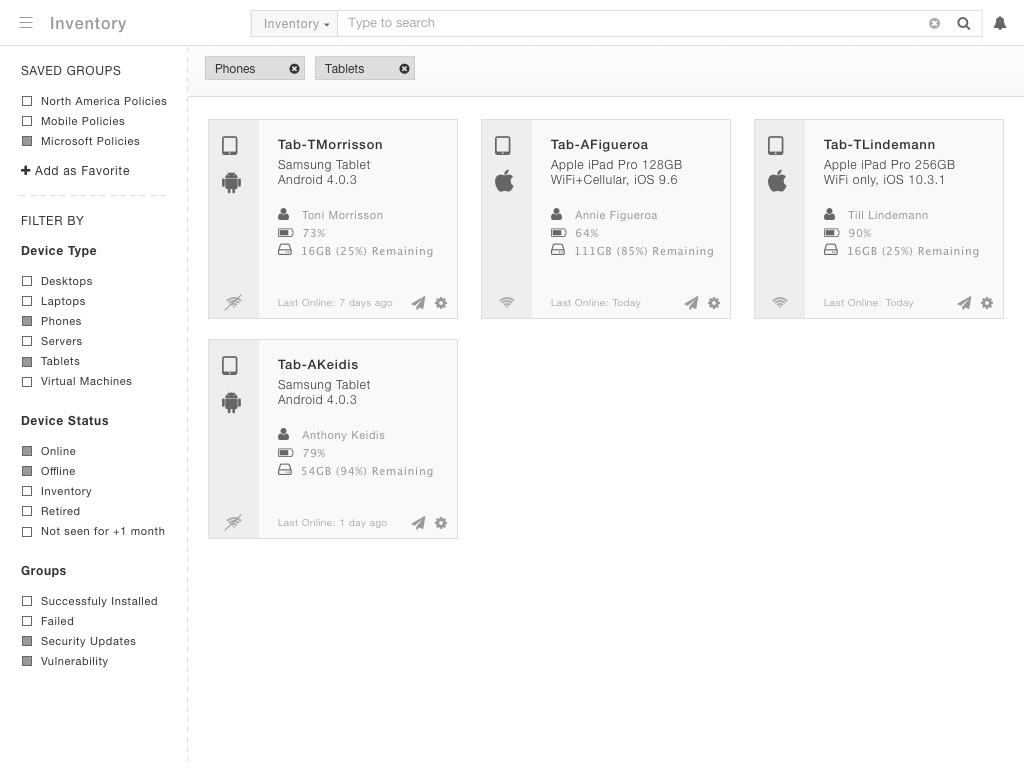 Inventory
Inventory
Type to search
SAVED GROUPS
North America Policies
Mobile Policies
Microsoft Policies
Add as Favorite
FILTER BY
Device Type
Desktops
Laptops
Phones
Servers
Tablets
Virtual Machines
Device Status
Online
Offline
Inventory
Retired
Not seen for +1 month
Groups
Successfuly Installed
Failed
Security Updates
Vulnerability
Phones
Tablets
Tab-TMorrisson
Samsung Tablet
Android 4.0.3
Toni Morrisson
73%
16GB (25%) Remaining
Last Online: 7 days ago
Tab-AFigueroa
Apple iPad Pro 128GB
WiFi+Cellular, iOS 9.6
Annie Figueroa
64%
111GB (85%) Remaining
Last Online: Today
Tab-TLindemann
Apple iPad Pro 256GB
WiFi only, iOS 10.3.1
Till Lindemann
90%
16GB (25%) Remaining
Last Online: Today
Tab-AKeidis
Samsung Tablet
Android 4.0.3
Anthony Keidis
79%
54GB (94%) Remaining
Last Online: 1 day ago